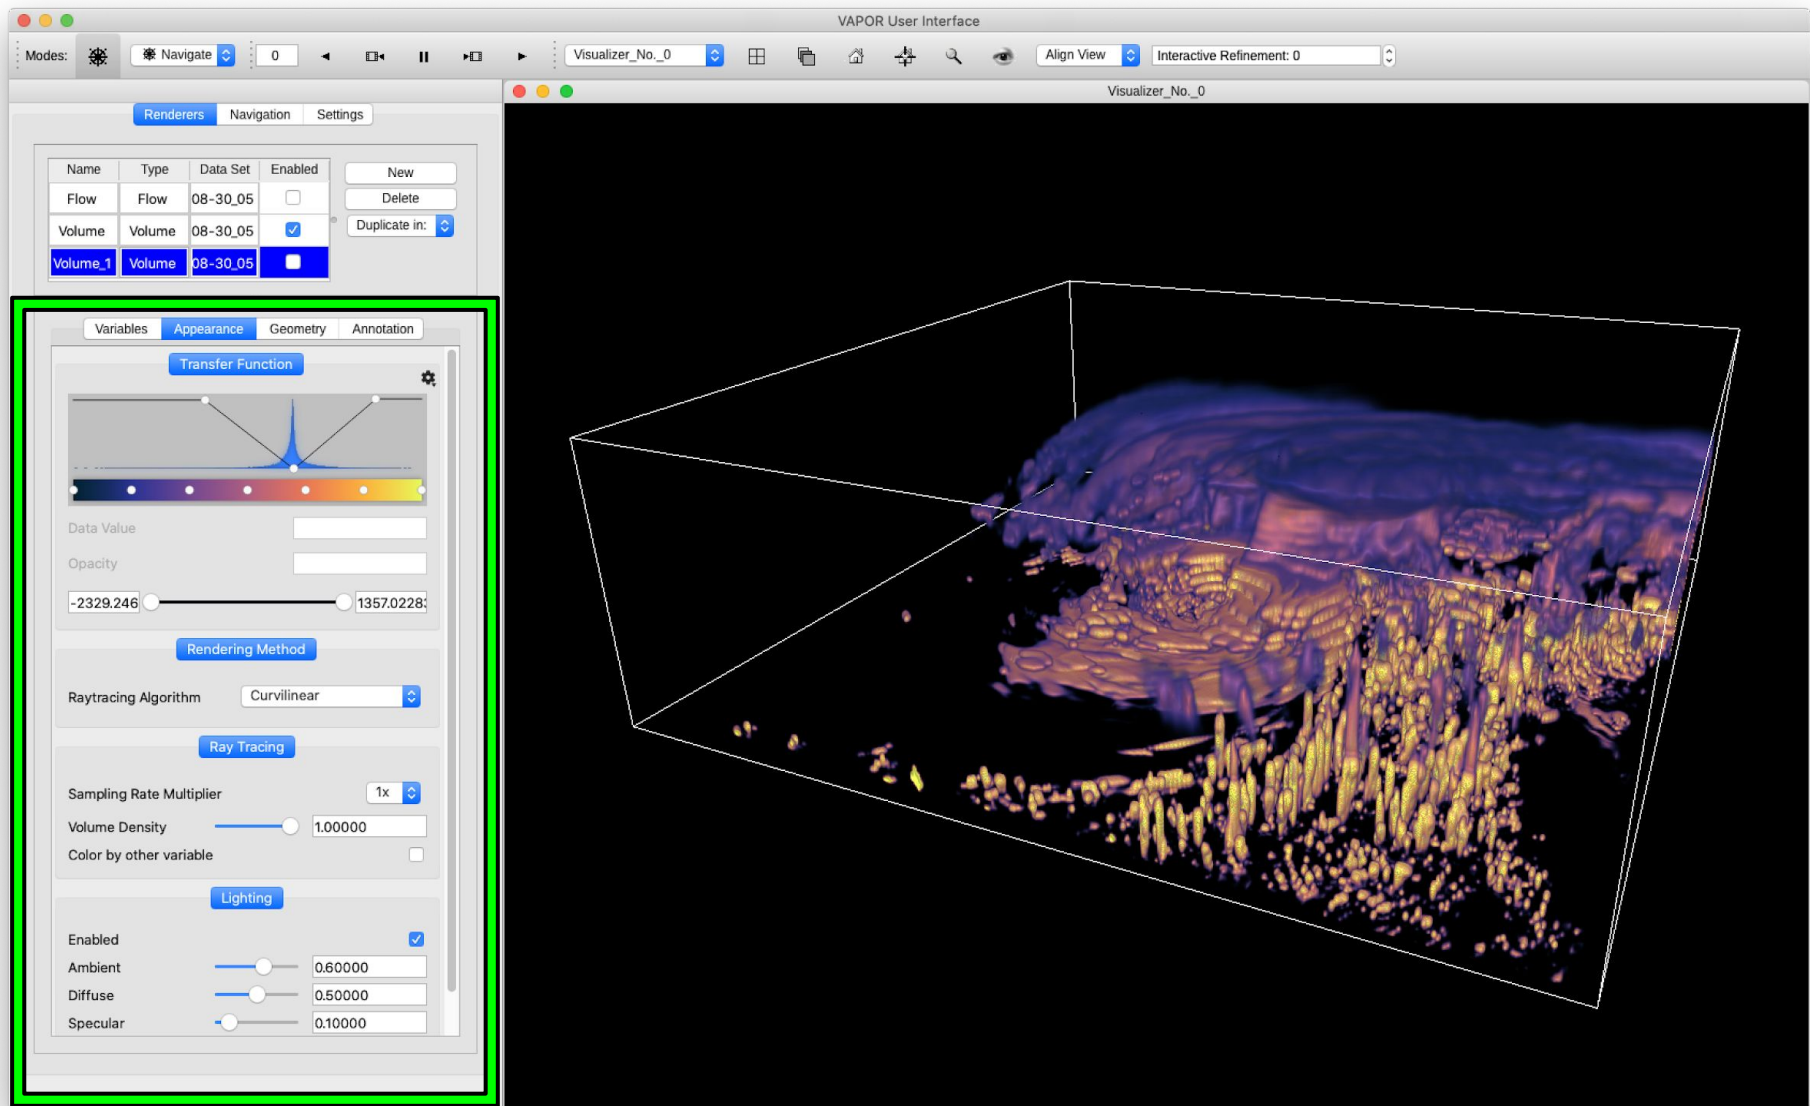 VAPOR User Interface
Modes: Navigate 0 Visualizer_No._0 Align View Interactive Refinement: 0
Visualizer_No._0
Renderers Navigation Settings
Name Type Data Set Enabled
Flow Flow 08-30_05
Volume Volume 08-30_05
Volume_1 Volume 08-30_05
New
Delete
Duplicate in:
Variables Appearance Geometry Annotation
Transfer Function
Data Value
Opacity
-2329.246 1357.0228
Rendering Method
Raytracing Algorithm Curvilinear
Ray Tracing
Sampling Rate Multiplier 1x
Volume Density 1.00000
Color by other variable
Lighting
Enabled
Ambient 0.60000
Diffuse 0.50000
Specular 0.10000